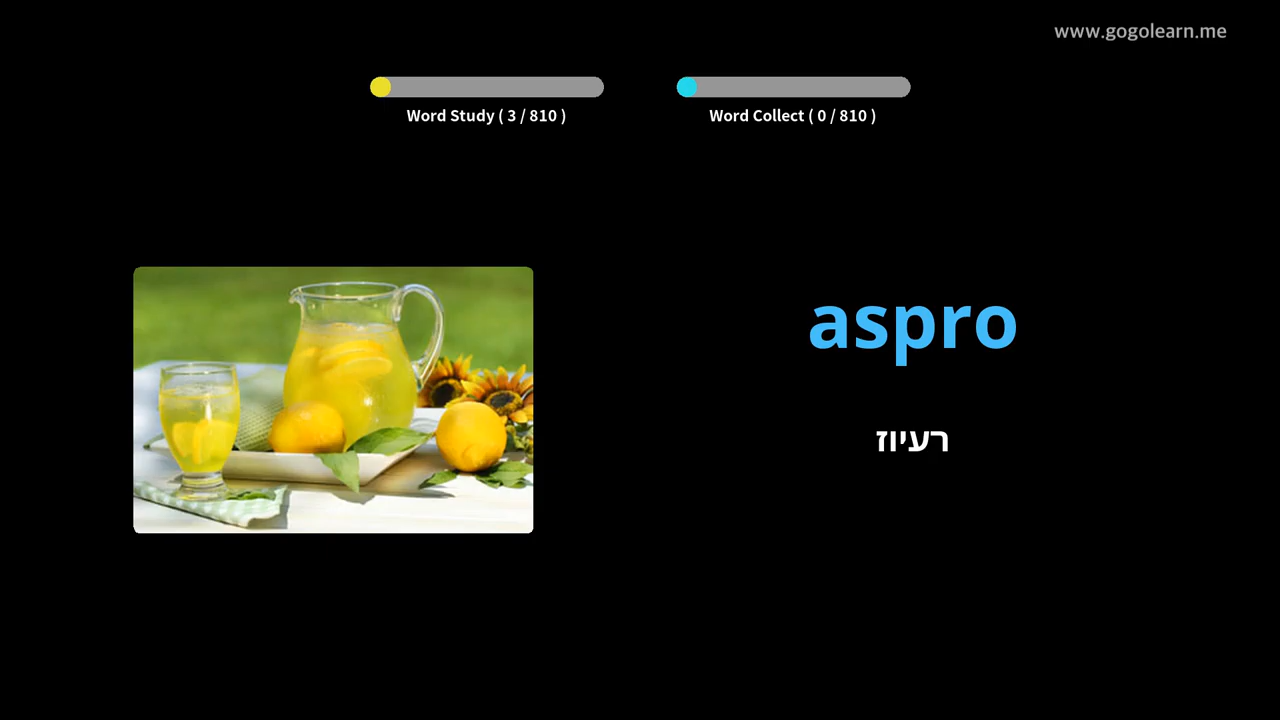 www.gogolearn.me
Word Study ( 3 / 810 )
Word Collect ( 0 / 810 )
aspro
רעיוז